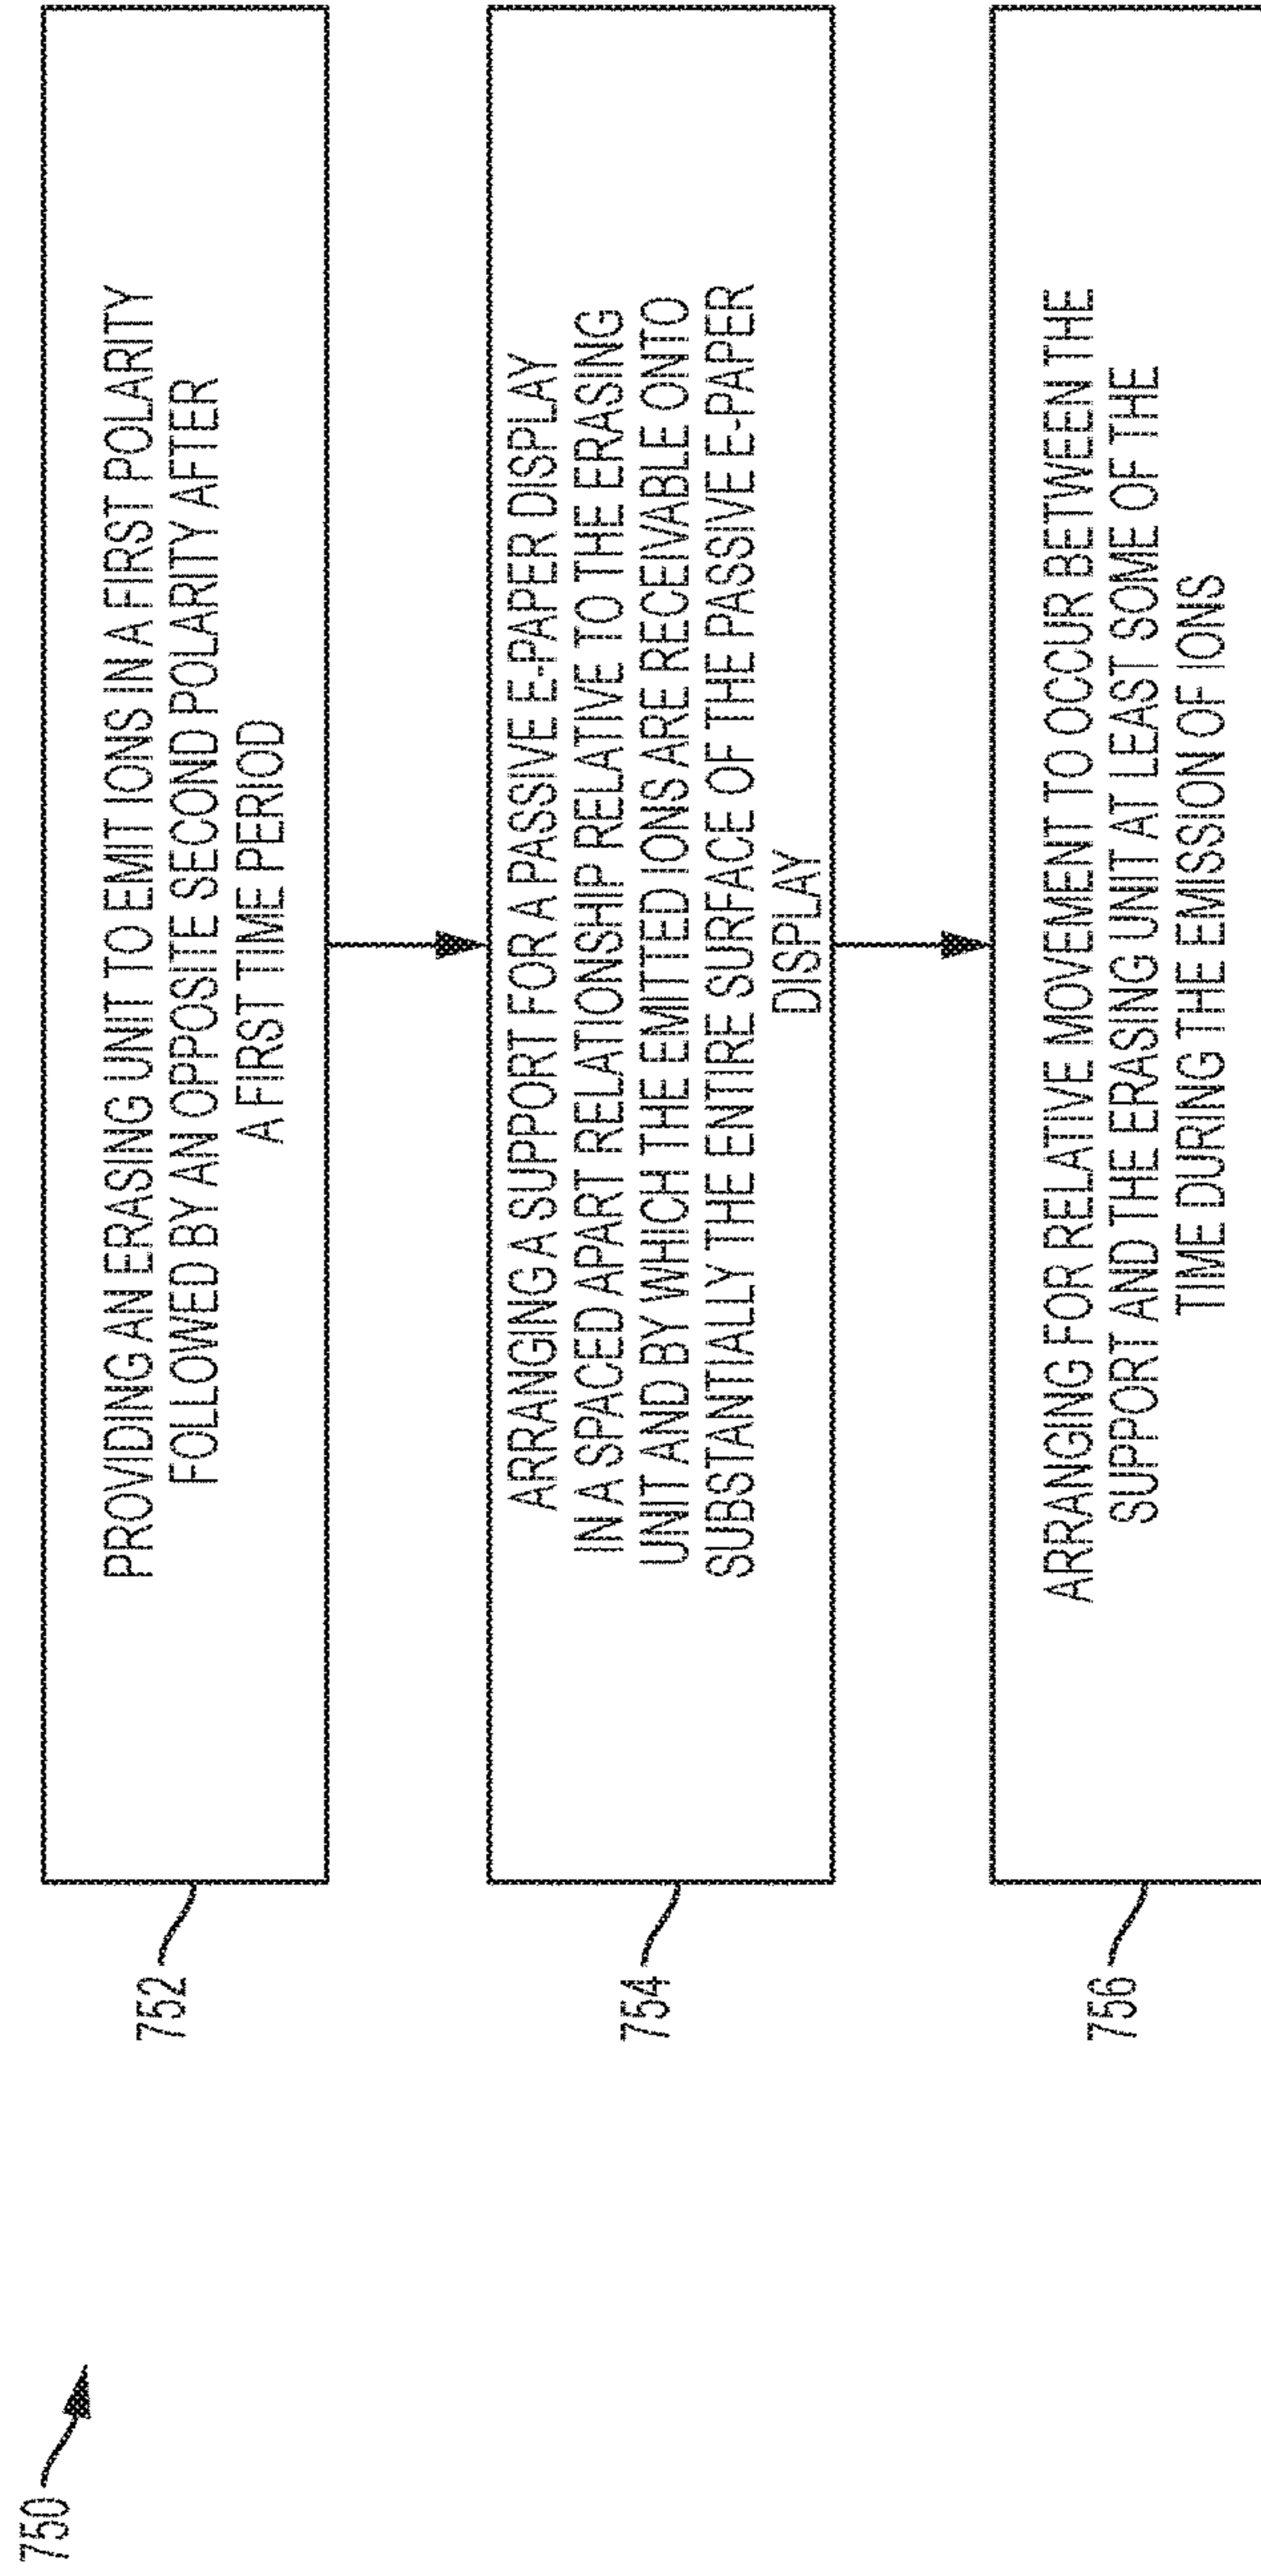 750
752
PROVIDING AN ERASING UNIT TO EMIT IONS IN A FIRST POLARITY
FOLLOWED BY AN OPPOSITE SECOND POLARITY AFTER
A FIRST TIME PERIOD
754
ARRANGING A SUPPORT FOR A PASSIVE E-PAPER DISPLAY
IN A SPACED APART RELATIONSHIP RELATIVE TO THE ERASING
UNIT AND BY WHICH THE EMITTED IONS ARE RECEIVABLE ONTO
SUBSTANTIALLY THE ENTIRE SURFACE OF THE PASSIVE E-PAPER
DISPLAY
756
ARRANGING FOR RELATIVE MOVEMENT TO OCCUR BETWEEN THE
SUPPORT AND THE ERASING UNIT AT LEAST SOME OF THE
TIME DURING THE EMISSION OF IONS